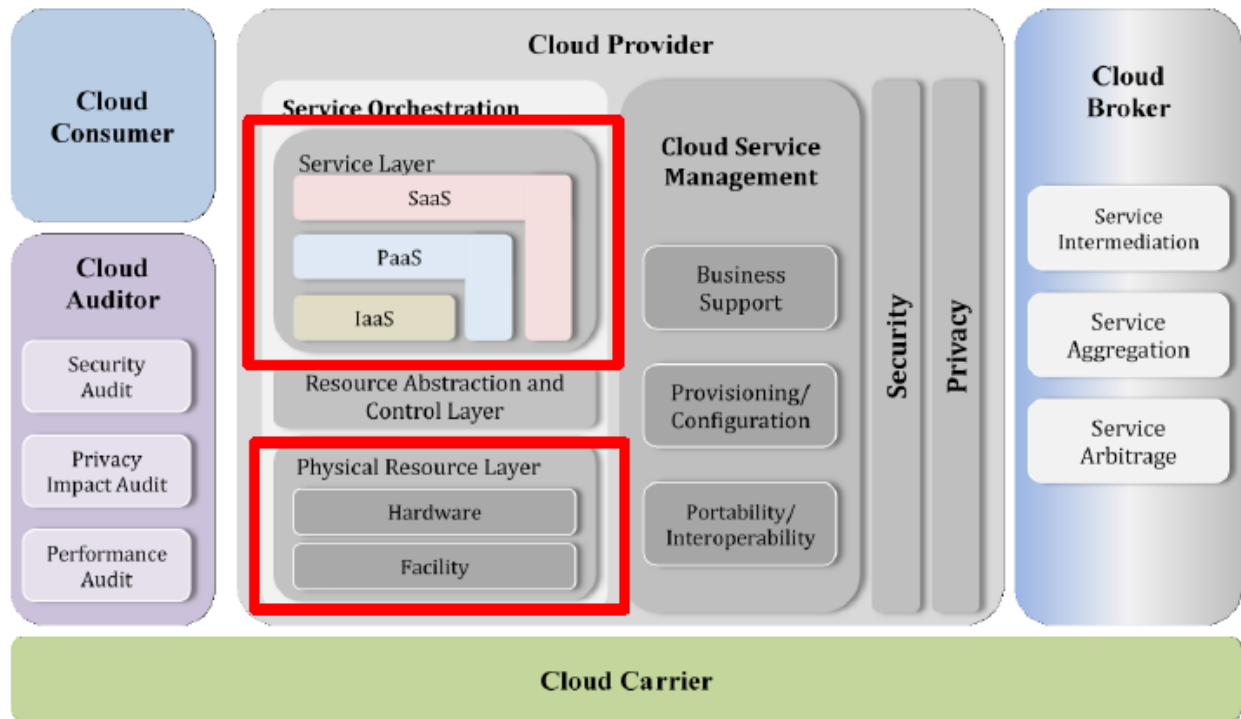 Cloud
Consumer
Cloud
Auditor
Security
Audit
Privacy
Impact Audit
Performance
Audit
Cloud Provider
Service Orchestration
Service Layer
SaaS
PaaS
IaaS
Resource Abstraction and
Control Layer
Physical Resource Layer
Hardware
Facility
Cloud Service
Management
Business
Support
Provisioning/
Configuration
Portability/
Interoperability
Security
Privacy
Cloud
Broker
Service
Intermediation
Service
Aggregation
Service
Arbitrage
Cloud Carrier